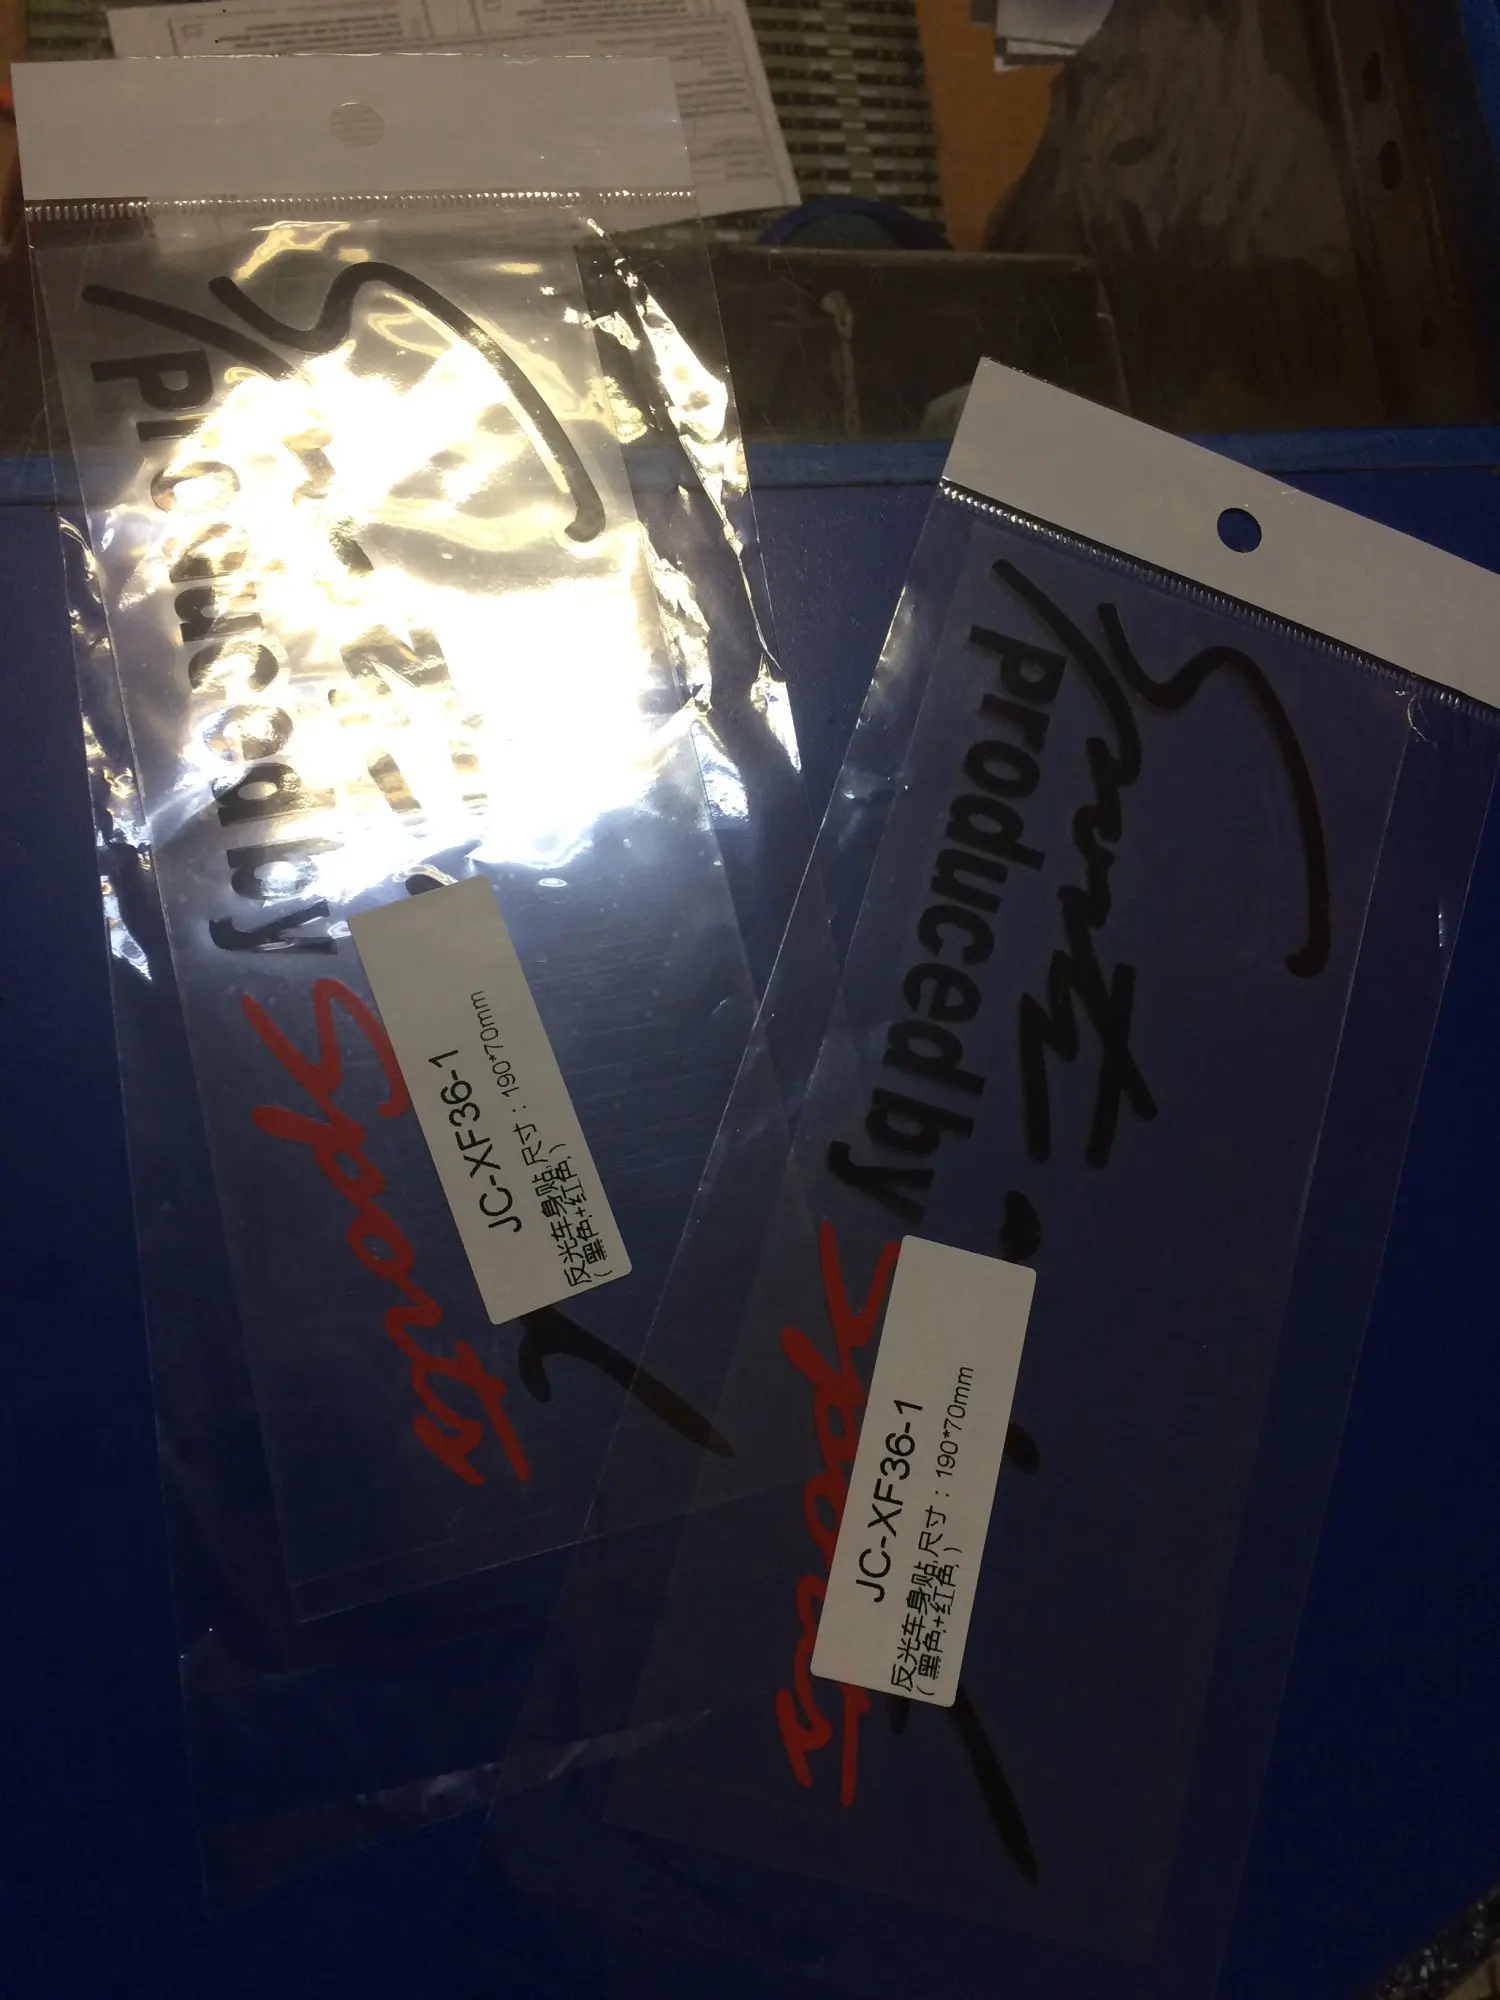 Produced by
Sports
JC-XF36-1
反光车身贴,尺寸:190*70mm
(黑色+红色)
Sports
Produced by
Sports
JC-XF36-1
反光车身贴,尺寸:190*70mm
(黑色+红色)